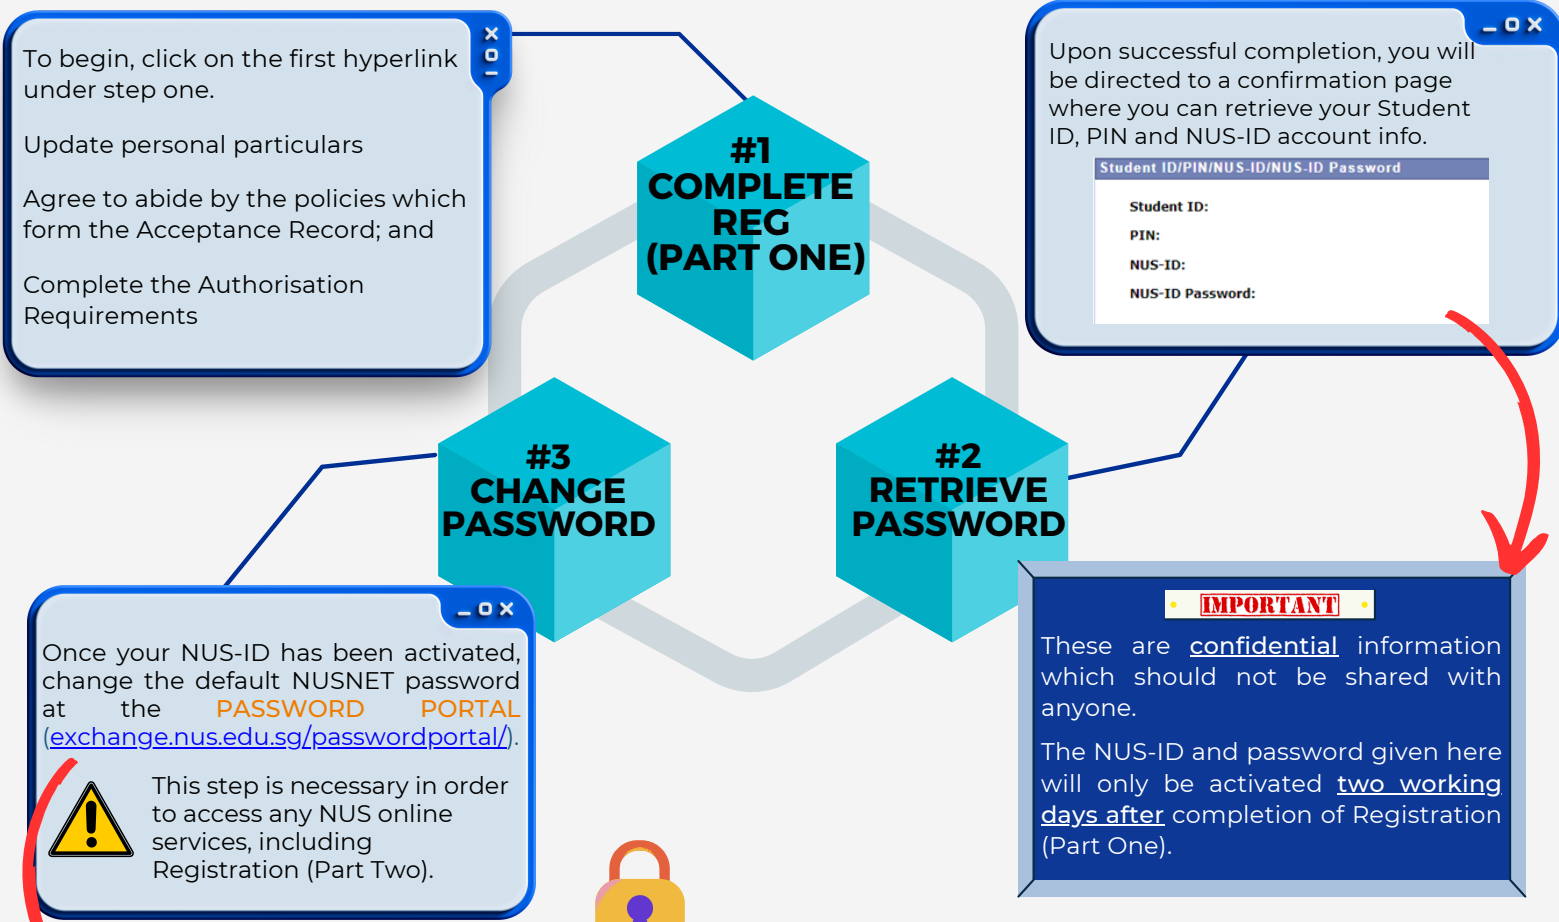 To begin, click on the first hyperlink
under step one.
Update personal particulars
Agree to abide by the policies which
form the Acceptance Record; and
Complete the Authorisation
Requirements
#1
COMPLETE
REG
(PART ONE)
Upon successful completion, you will
be directed to a confirmation page
where you can retrieve your Student
ID, PIN and NUS-ID account info.
Student ID/PIN/NUS-ID/NUS-ID Password
Student ID:
PIN:
NUS-ID:
NUS-ID Password:
#2
RETRIEVE
PASSWORD
IMPORTANT
These are confidential information
which should not be shared with
anyone.
The NUS-ID and password given here
will only be activated two working
days after completion of Registration
(Part One).
#3
CHANGE
PASSWORD
Once your NUS-ID has been activated,
change the default NUSNET password
at the PASSWORD PORTAL
(exchange.nus.edu.sg/passwordportal/).
This step is necessary in order
to access any NUS online
services, including
Registration (Part Two).